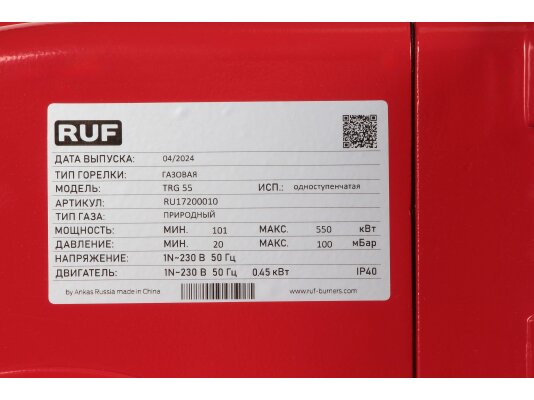 RUF
ДАТА ВЫПУСКА: 04/2024
ТИП ГОРЕЛКИ: ГАЗОВАЯ
МОДЕЛЬ: TRG 55 ИСП.: одноступенчатая
АРТИКУЛ: RU17200010
ТИП ГАЗА: ПРИРОДНЫЙ
МОЩНОСТЬ: МИН. 101 МАКС. 550 кВт
ДАВЛЕНИЕ: МИН. 20 МАКС. 100 мБар
НАПРЯЖЕНИЕ: 1N~230 В 50 Гц
ДВИГАТЕЛЬ: 1N~230 В 50 Гц 0.45 кВт IP40
By Ankas Russia made in China www.ruf-burners.com